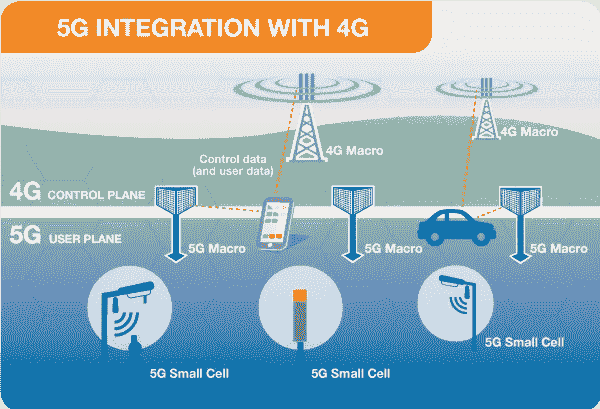 5G INTEGRATION WITH 4G
4G Macro
4G Macro
Control data
(and user data)
4G CONTROL PLANE
5G USER PLANE
5G Macro
5G Macro
5G Macro
5G Small Cell
5G Small Cell
5G Small Cell